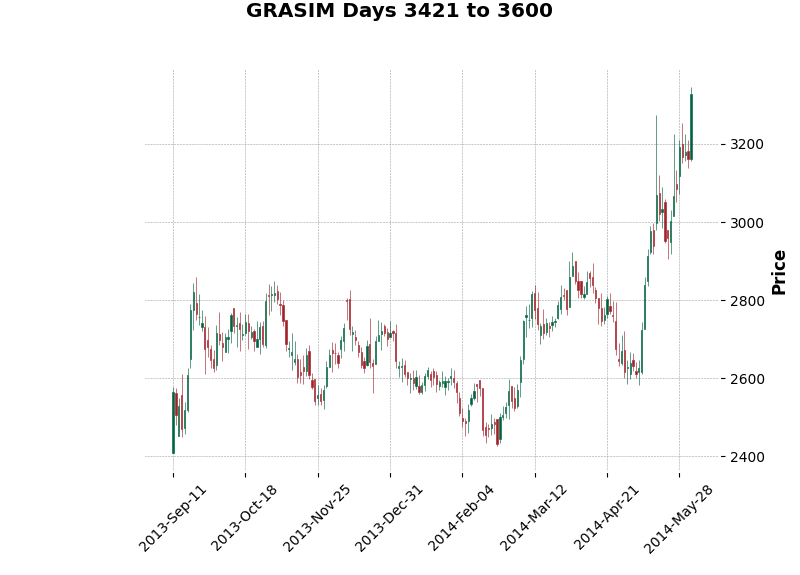 GRASIM Days 3421 to 3600
3200
3000
2800
2600
2400
Price
2013-Sep-11
2013-Oct-18
2013-Nov-25
2013-Dec-31
2014-Feb-04
2014-Mar-12
2014-Apr-21
2014-May-28